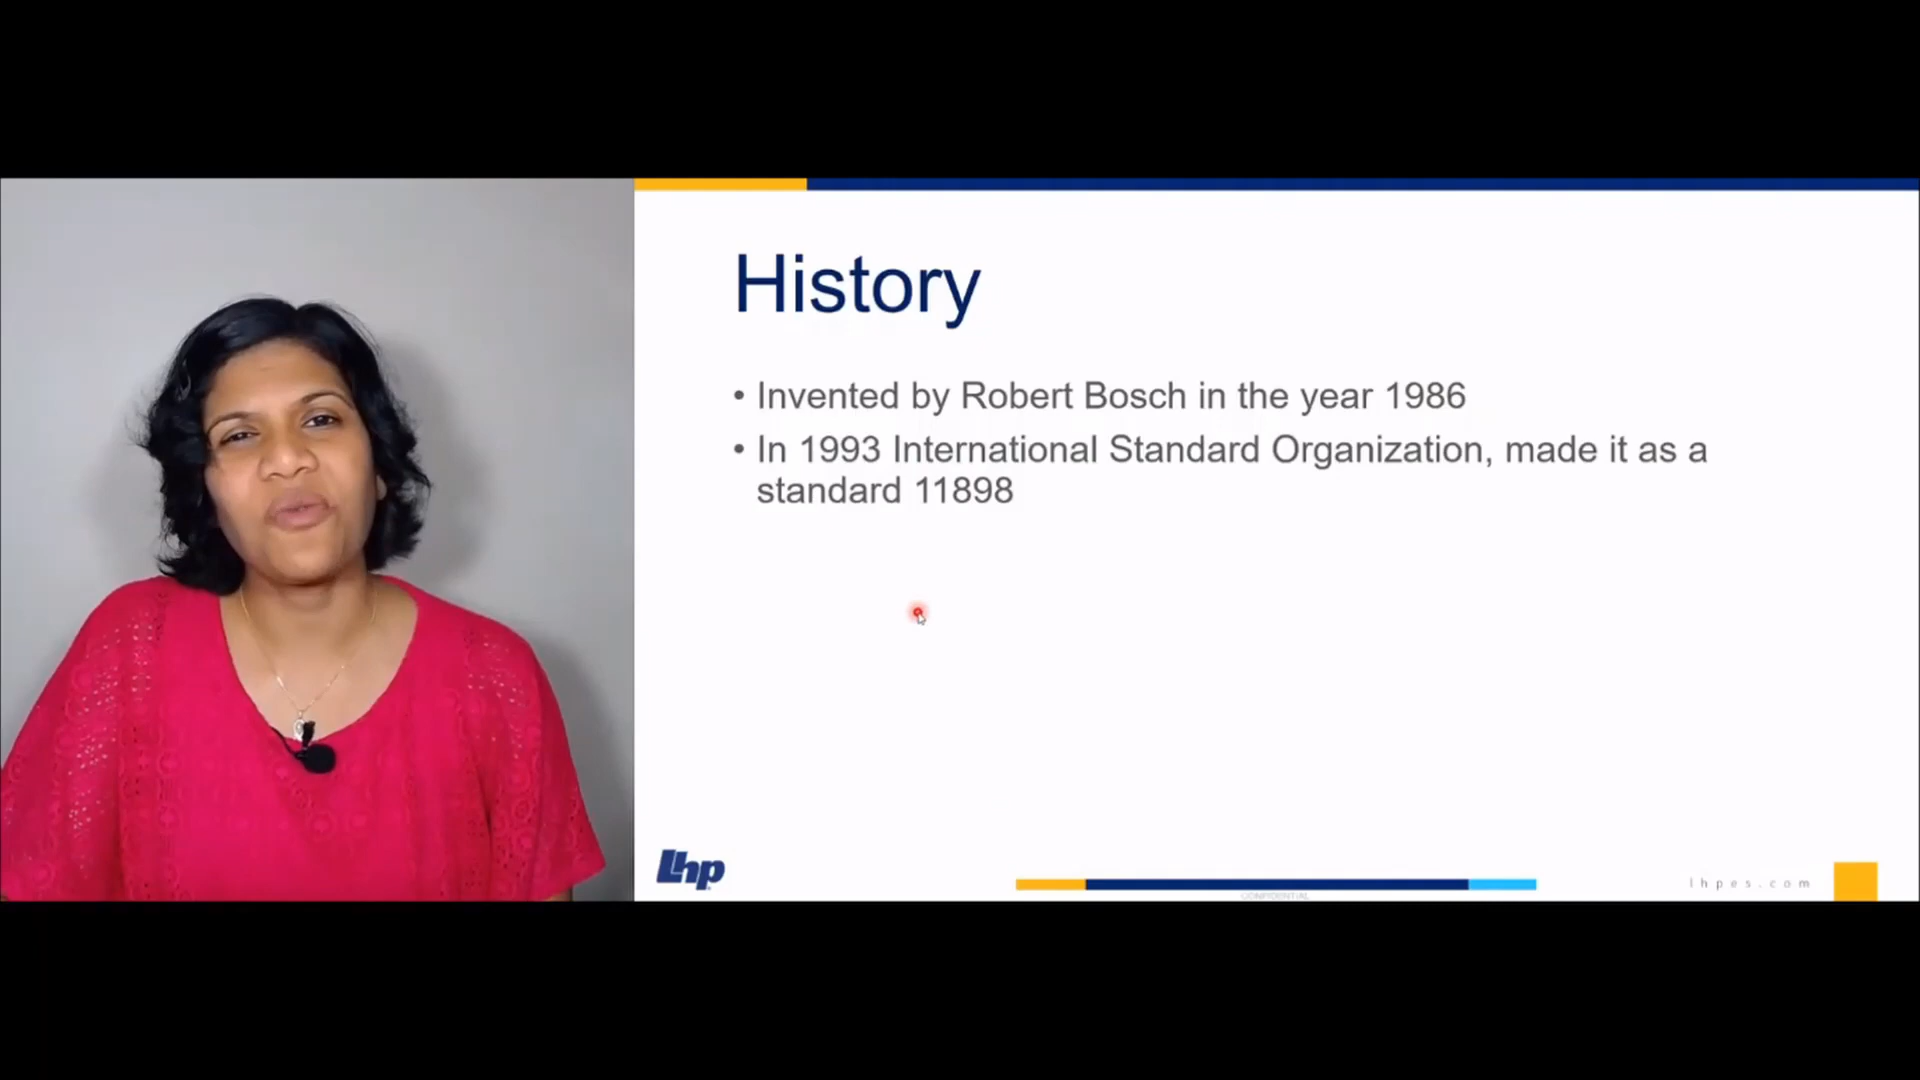 History
• Invented by Robert Bosch in the year 1986
• In 1993 International Standard Organization, made it as a
standard 11898
lhp
CONFIDENTIAL
lhpes.com